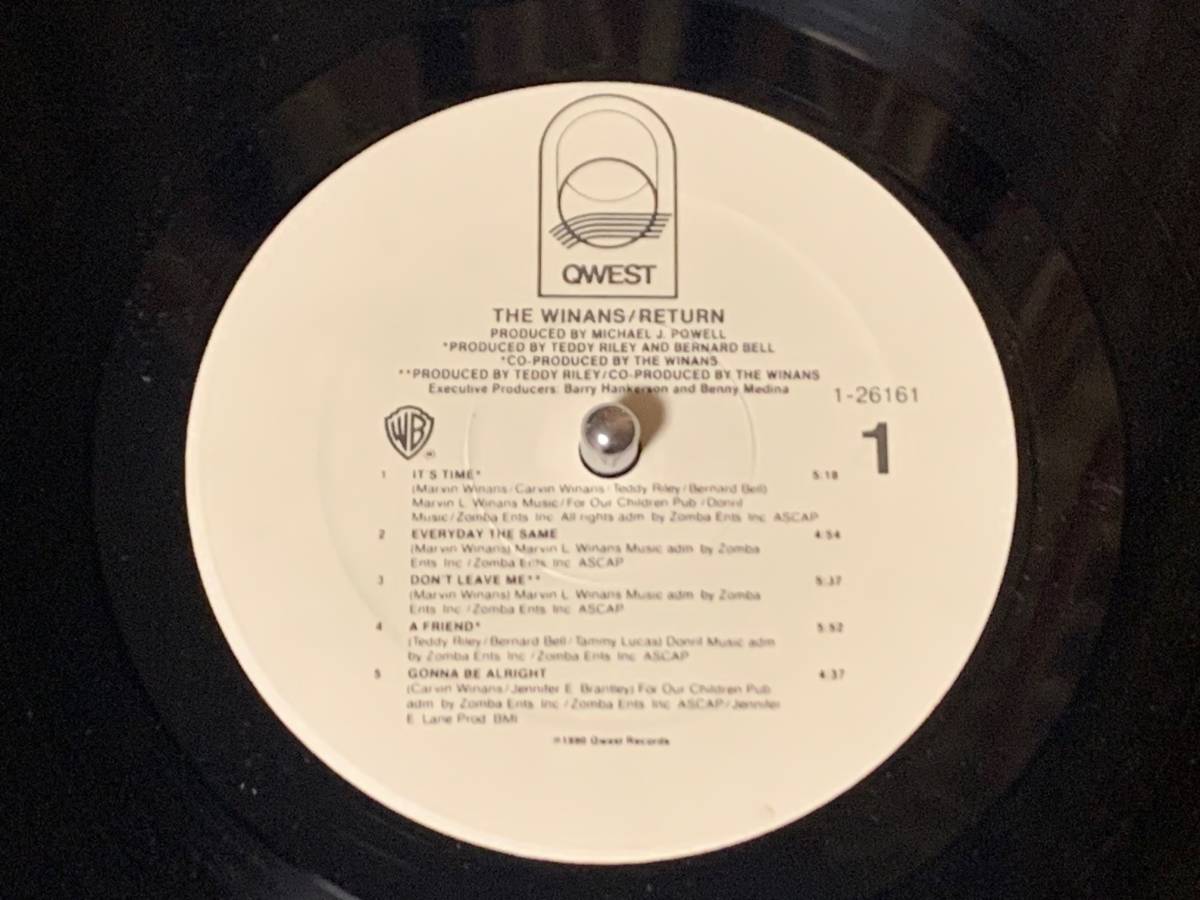 QWEST
THE WINANS/RETURN
PRODUCED BY MICHAEL J. POWELL
*PRODUCED BY TEDDY RILEY AND BERNARD BELL
*CO-PRODUCED BY THE WINANS
**PRODUCED BY TEDDY RILEY/CO-PRODUCED BY THE WINANS
Executive Producers: Barry Hankerson and Benny Medina
1-26161
WB
1
1 IT'S TIME* 5:18
(Marvin Winans/Carvin Winans/Teddy Riley/Bernard Bell)
Marvin L. Winans Music/For Our Children Pub./Donril
Music/Zomba Ents. Inc. All rights adm. by Zomba Ents. Inc. ASCAP
2 EVERYDAY THE SAME 4:54
(Marvin Winans) Marvin L. Winans Music adm. by Zomba
Ents. Inc./Zomba Ents. Inc. ASCAP
3 DON'T LEAVE ME** 5:37
(Marvin Winans) Marvin L. Winans Music adm. by Zomba
Ents. Inc./Zomba Ents. Inc. ASCAP
4 A FRIEND* 5:52
(Teddy Riley/Bernard Bell/Tammy Lucas) Donril Music adm.
by Zomba Ents. Inc./Zomba Ents. Inc. ASCAP
5 GONNA BE ALRIGHT 4:37
(Carvin Winans/Jennifer E. Brantley) For Our Children Pub.
adm. by Zomba Ents. Inc./Zomba Ents. Inc. ASCAP/Jennifer
E. Lane Prod. BMI
℗1990 Qwest Records